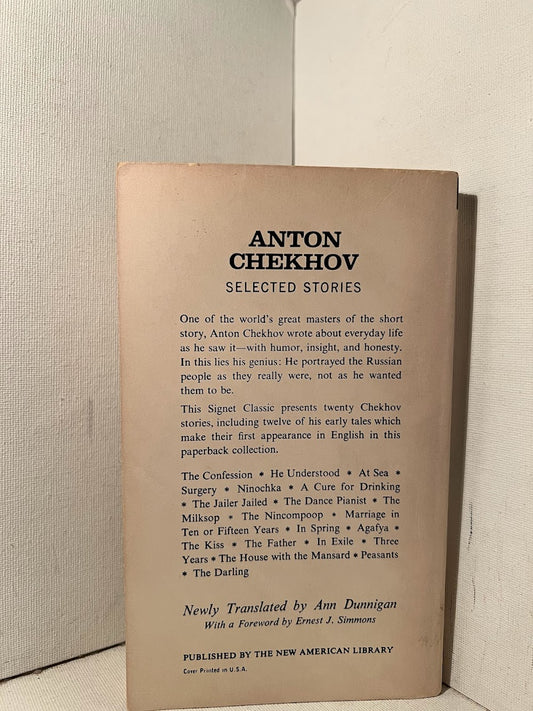 ANTON
CHEKHOV
SELECTED STORIES
One of the world's great masters of the short
story, Anton Chekhov wrote about everyday life
as he saw it—with humor, insight, and honesty.
In this lies his genius: He portrayed the Russian
people as they really were, not as he wanted
them to be.
This Signet Classic presents twenty Chekhov
stories, including twelve of his early tales which
make their first appearance in English in this
paperback collection.
The Confession * He Understood * At Sea *
Surgery * Ninochka * A Cure for Drinking
* The Jailer Jailed * The Dance Pianist * The
Milksop * The Nincompoop * Marriage in
Ten or Fifteen Years * In Spring * Agafya *
The Kiss * The Father * In Exile * Three
Years * The House with the Mansard * Peasants
* The Darling
Newly Translated by Ann Dunnigan
With a Foreword by Ernest J. Simmons
PUBLISHED BY THE NEW AMERICAN LIBRARY
Cover Printed in U.S.A.